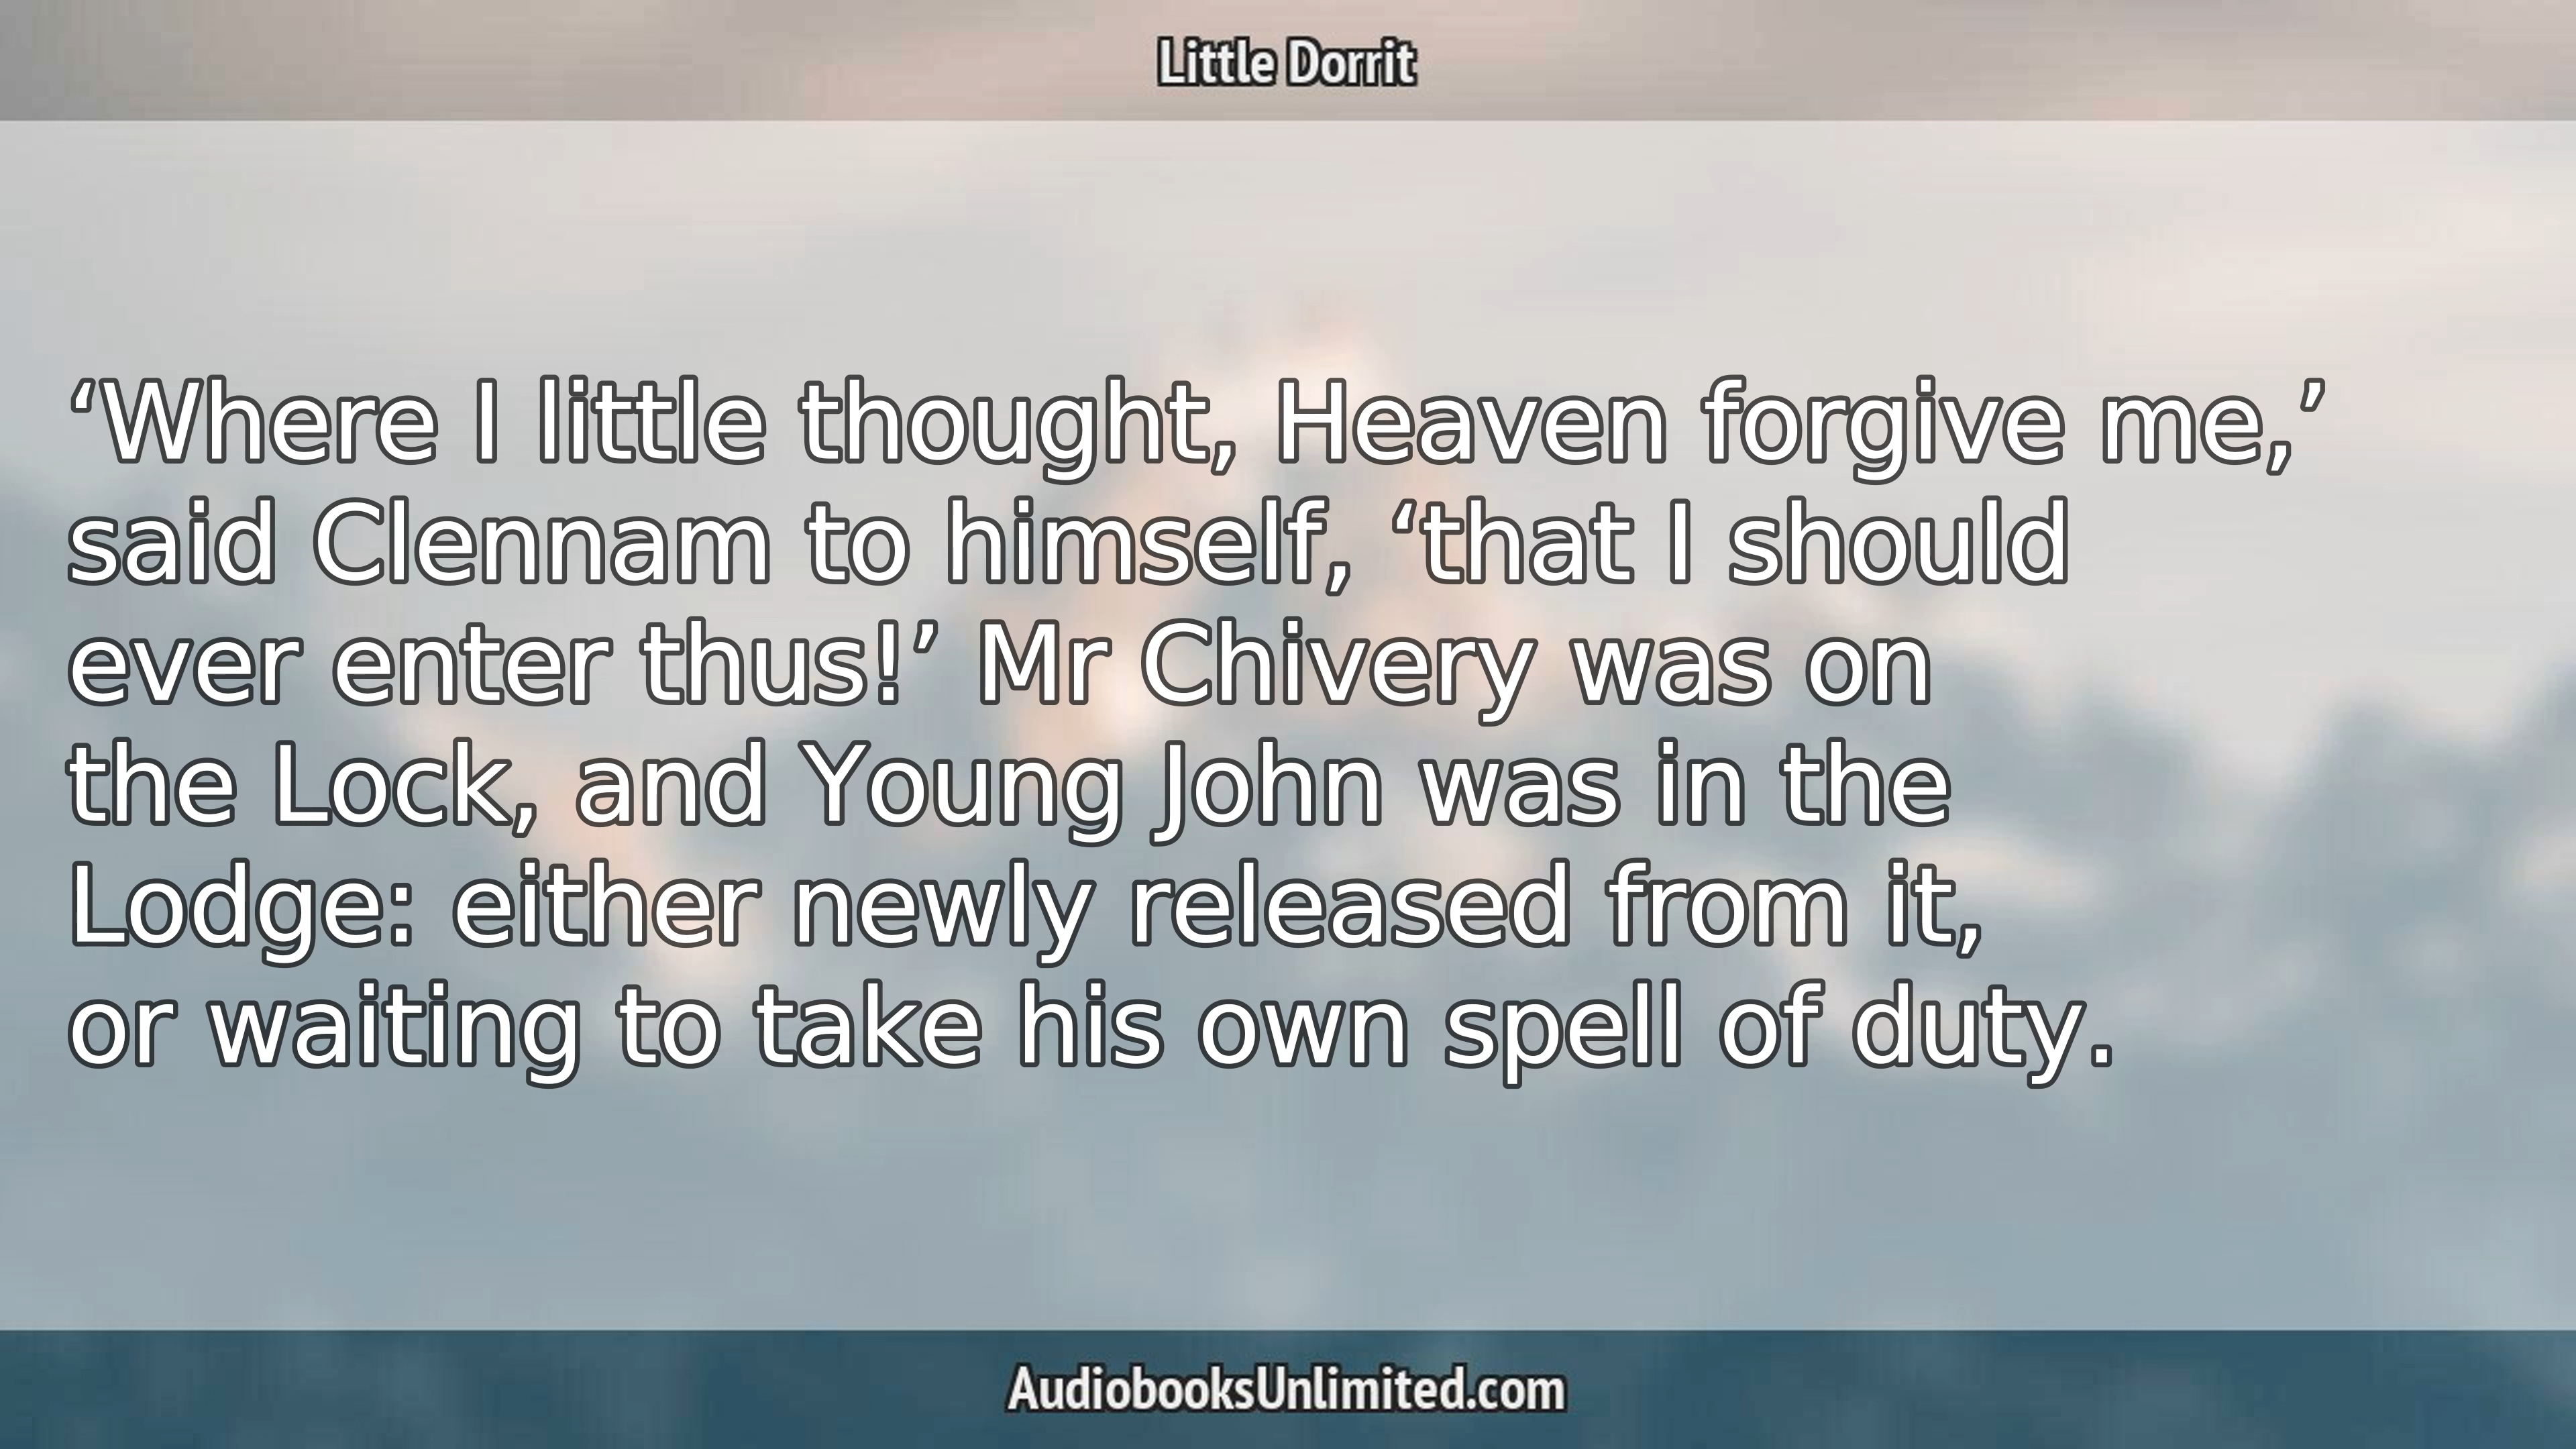 Little Dorrit
‘Where I little thought, Heaven forgive me,’
said Clennam to himself, ‘that I should
ever enter thus!’ Mr Chivery was on
the Lock, and Young John was in the
Lodge: either newly released from it,
or waiting to take his own spell of duty.
AudiobooksUnlimited.com